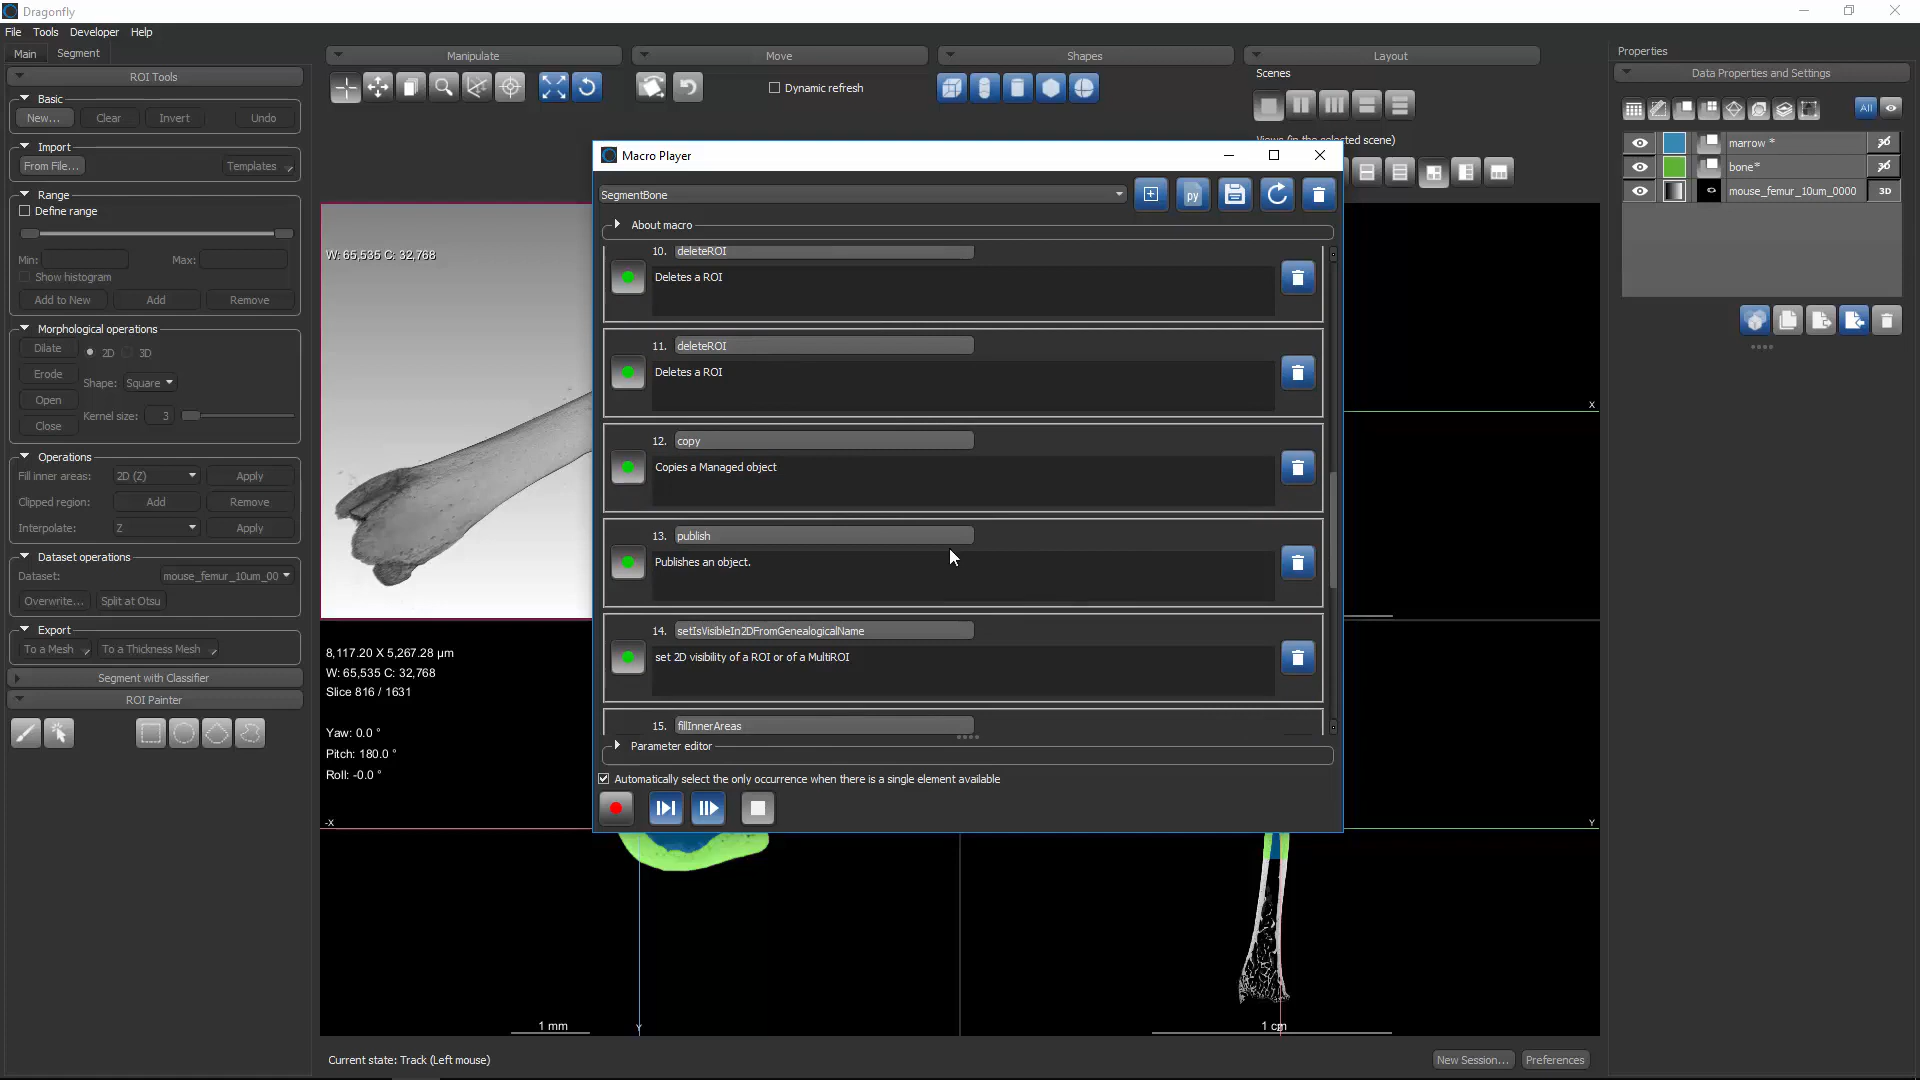 Dragonfly
File Tools Developer Help
Main Segment
ROI Tools
Basic
New... Clear Invert Undo
Import
From File... Templates
Range
Define range
Min: Max:
Show histogram
Add to New Add Remove
Morphological operations
Dilate 2D 3D
Erode Shape: Square
Open
Kernel size: 3
Close
Operations
Fill inner areas: 2D (Z) Apply
Clipped region: Add Remove
Interpolate: Z Apply
Dataset operations
Dataset: mouse_femur_10um_00
Overwrite... Split at Otsu
Export
To a Mesh To a Thickness Mesh
Segment with Classifier
ROI Painter
Manipulate
Move
Dynamic refresh
Shapes
Layout
Scenes
Views (in the selected scene)
W: 65,535 C: 32,768
Macro Player
SegmentBone
py
About macro
10. deleteROI
Deletes a ROI
11. deleteROI
Deletes a ROI
12. copy
Copies a Managed object
13. publish
Publishes an object.
14. setIsVisibleIn2DFromGenealogicalName
set 2D visibility of a ROI or of a MultiROI
15. fillInnerAreas
Parameter editor
Automatically select the only occurrence when there is a single element available
8,117.20 X 5,267.28 µm
W: 65,535 C: 32,768
Slice 816 / 1631
Yaw: 0.0 °
Pitch: 180.0 °
Roll: -0.0 °
-X
X
Y
1 mm
Y
1 cm
Current state: Track (Left mouse)
New Session... Preferences
Properties
Data Properties and Settings
All
marrow *
bone*
mouse_femur_10um_0000 3D